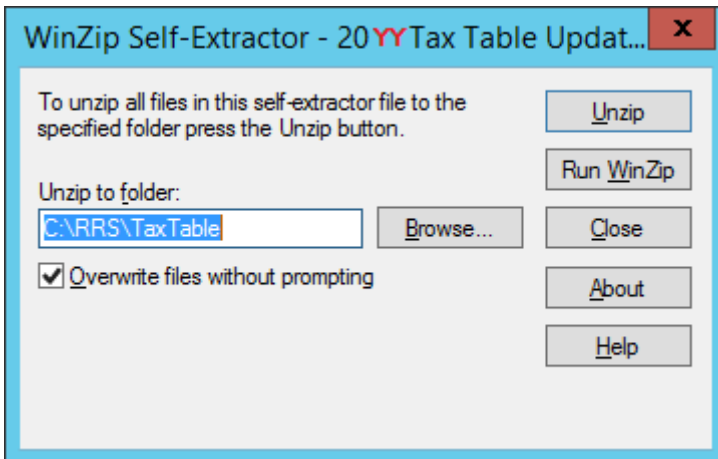 WinZip Self-Extractor - 20YYTax Table Updat...
x
To unzip all files in this self-extractor file to the
specified folder press the Unzip button.
Unzip to folder:
C:\RRS\TaxTable
Browse...
Overwrite files without prompting
Unzip
Run WinZip
Close
About
Help